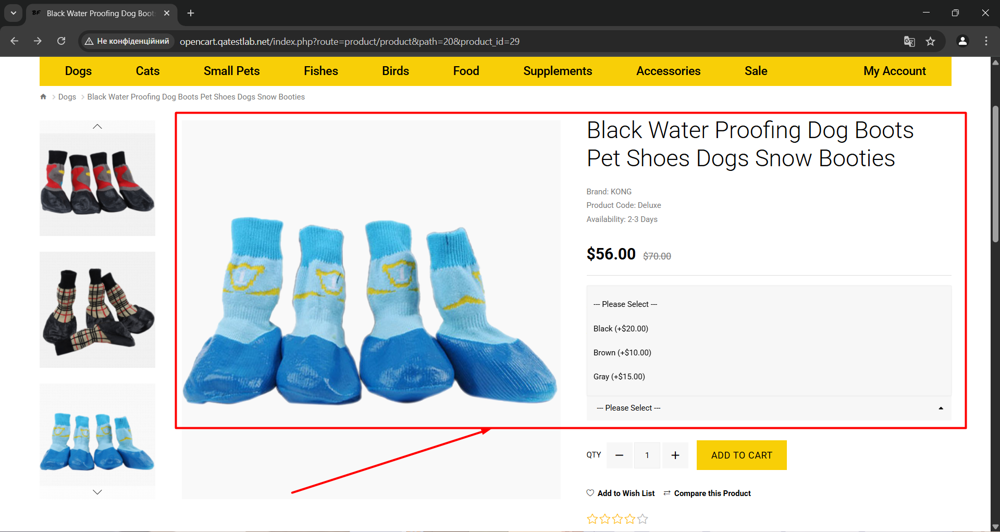 BF Black Water Proofing Dog Boot
Не конфіденційний opencart.qatestlab.net/index.php?route=product/product&path=20&product_id=29
Dogs Cats Small Pets Fishes Birds Food Supplements Accessories Sale My Account
Dogs Black Water Proofing Dog Boots Pet Shoes Dogs Snow Booties
Black Water Proofing Dog Boots
Pet Shoes Dogs Snow Booties
Brand: KONG
Product Code: Deluxe
Availability: 2-3 Days
$56.00 $70.00
--- Please Select ---
Black (+$20.00)
Brown (+$10.00)
Gray (+$15.00)
--- Please Select ---
QTY − 1 + ADD TO CART
Add to Wish List Compare this Product
1 1 1